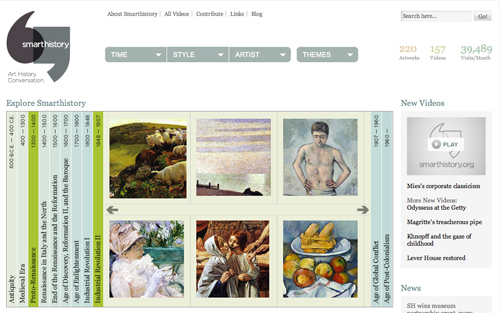 smarthistory
Art. History.
Conversation.
About Smarthistory | All Videos | Contribute | Links | Blog
Search here...
Go!
TIME
STYLE
ARTIST
THEMES
220
Artworks
157
Videos
39,489
Visits/Month
Explore Smarthistory
Antiquity
Medieval Era
400 – 1300
Proto-Renaissance
1300 – 1400
Renaissance in Italy and the North
1400 – 1500
End of the Renaissance and the Reformation
1500 – 1600
Age of Discovery, Reformation II, and the Baroque
1600 – 1700
Age of Enlightenment
1700 – 1800
Industrial Revolution I
1800 – 1848
Industrial Revolution II
1848 – 1907
Age of Global Conflict
1907 – 1960
Age of Post-Colonialism
1960 –
New Videos
PLAY
smarthistory.org
Mies's corporate classicism
More New Videos:
Odysseus at the Getty
Magritte's treacherous pipe
Khnopff and the gaze of
childhood
Lever House restored
News
SH wins museum